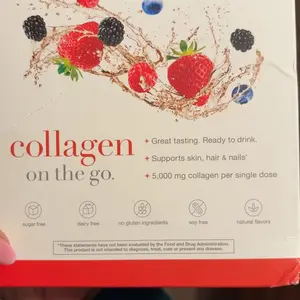 collagen
on the go.
+ Great tasting. Ready to drink.
+ Supports skin, hair & nails*
+ 5,000 mg collagen per single dose
sugar free
dairy free
no gluten ingredients
soy free
natural flavors
*These statements have not been evaluated by the Food and Drug Administration.
This product is not intended to diagnose, treat, cure or prevent any disease.